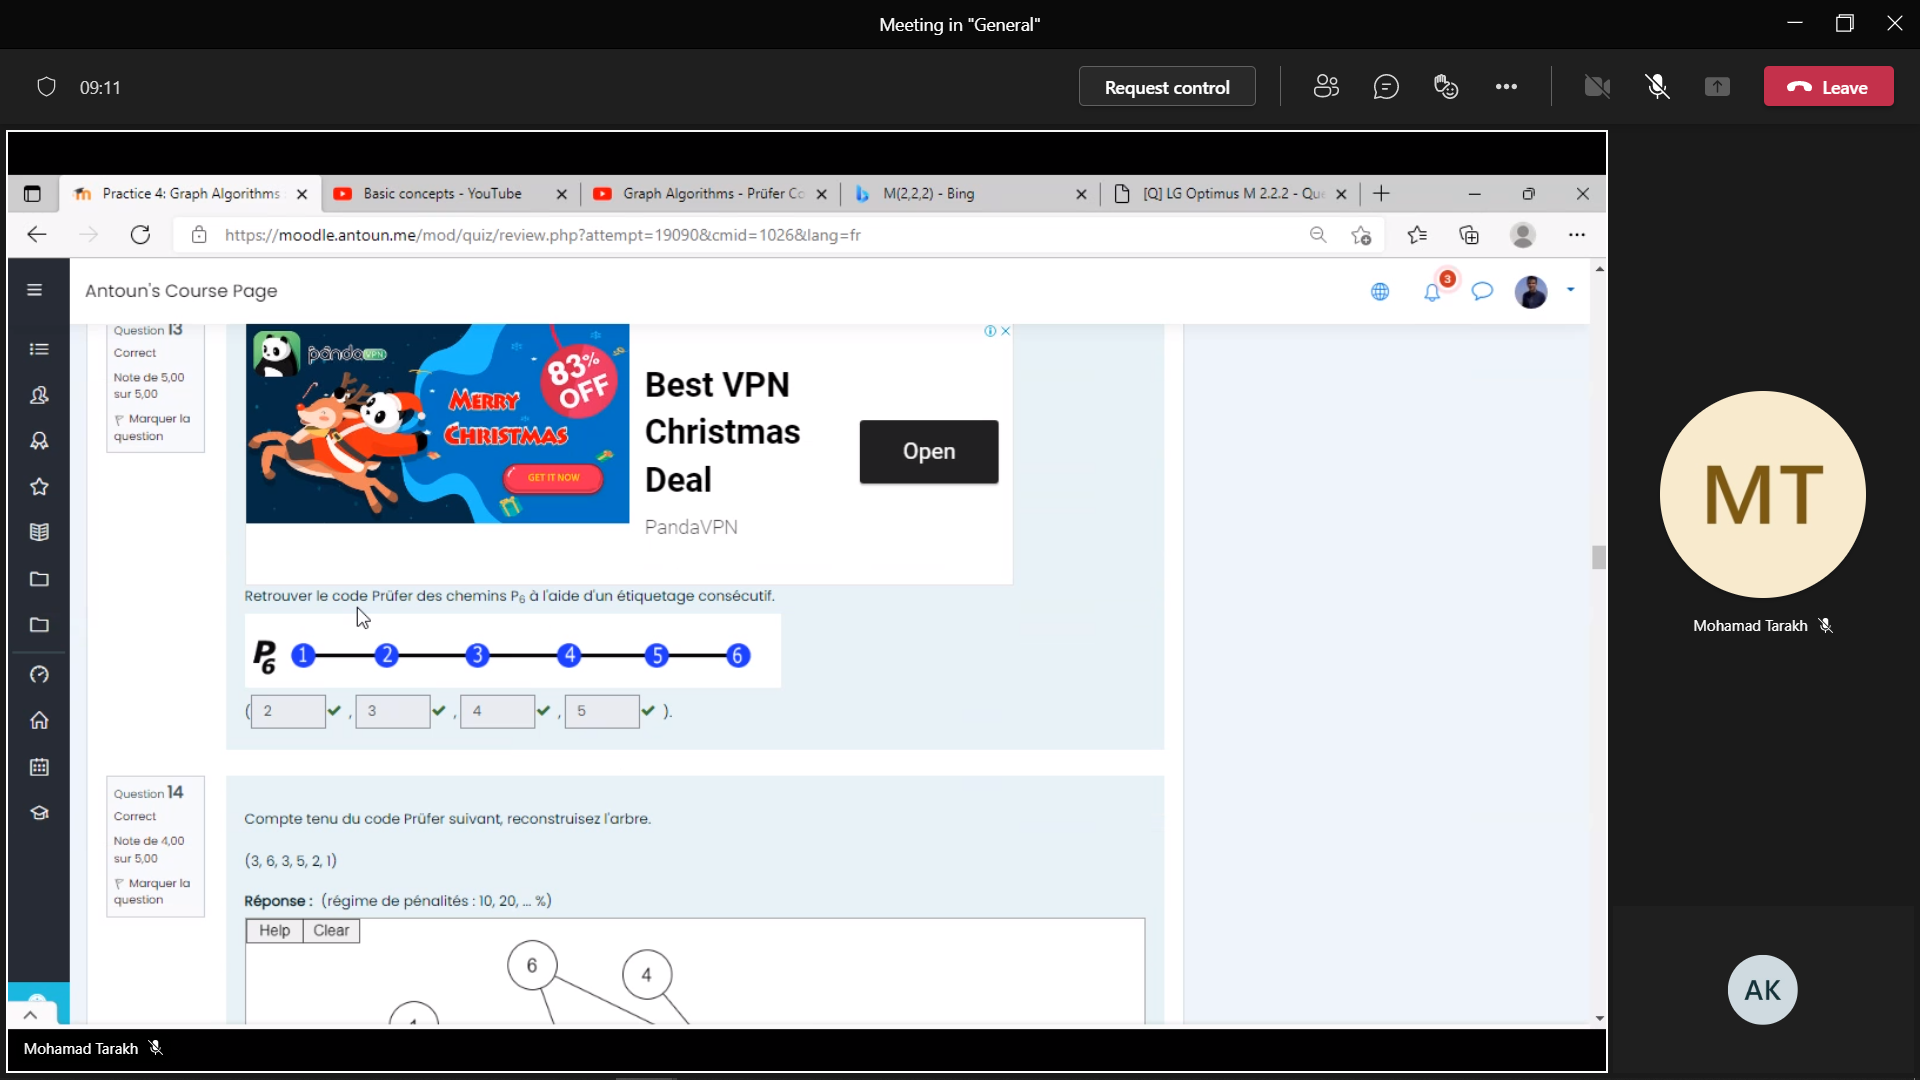 Meeting in "General"
09:11
Request control
Leave
Practice 4: Graph Algorithms
Basic concepts - YouTube
Graph Algorithms - Prüfer Co
M(2,2,2) - Bing
[Q] LG Optimus M 2.2.2 - Que
https://moodle.antoun.me/mod/quiz/review.php?attempt=19090&cmid=1026&lang=fr
Antoun's Course Page
3
Question 13
Correct
Note de 5,00
sur 5,00
Marquer la
question
pandaVPN
83%
OFF
MERRY
CHRISTMAS
GET IT NOW
Best VPN
Christmas
Deal
PandaVPN
Open
Retrouver le code Prüfer des chemins P6 à l'aide d'un étiquetage consécutif.
P6 1 2 3 4 5 6
( 2 , 3 , 4 , 5 ).
Question 14
Correct
Note de 4,00
sur 5,00
Marquer la
question
Compte tenu du code Prüfer suivant, reconstruisez l'arbre.
(3, 6, 3, 5, 2, 1)
Réponse : (régime de pénalités : 10, 20, ... %)
Help Clear
6
4
Mohamad Tarakh
MT
Mohamad Tarakh
AK